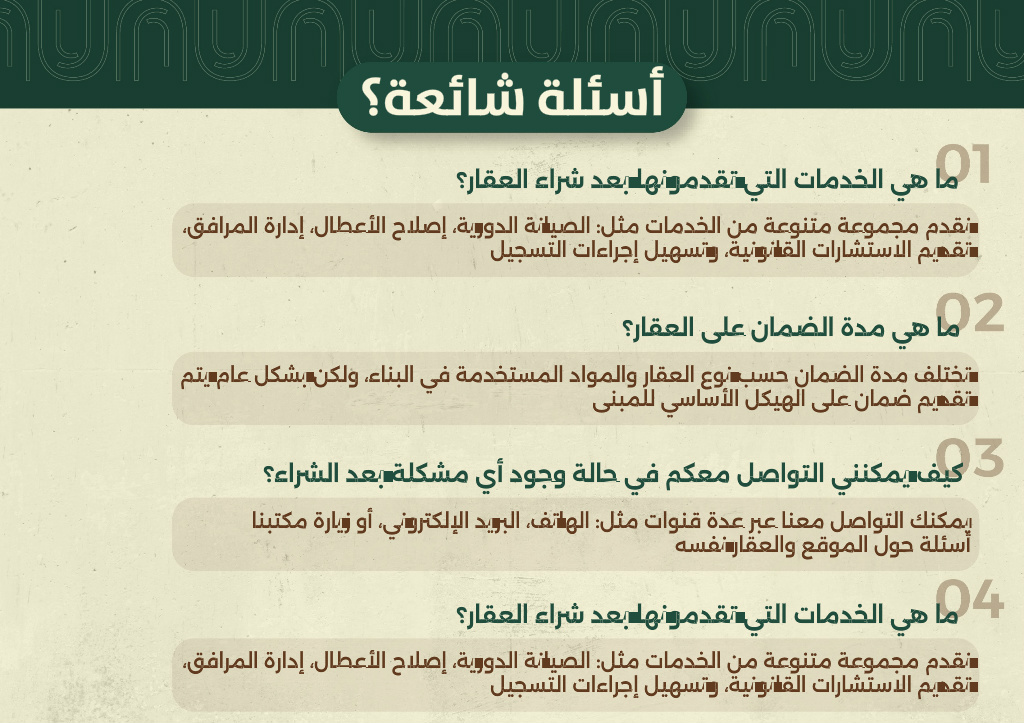 أسئلة شائعة؟
01
ما هي الخدمات التي تقدمونها بعد شراء العقار؟
نقدم مجموعة متنوعة من الخدمات مثل: الصيانة الدورية، إصلاح الأعطال، إدارة المرافق،
تقديم الاستشارات القانونية، وتسهيل إجراءات التسجيل
02
ما هي مدة الضمان على العقار؟
تختلف مدة الضمان حسب نوع العقار والمواد المستخدمة في البناء، ولكن بشكل عام يتم
تقديم ضمان على الهيكل الأساسي للمبنى
03
كيف يمكنني التواصل معكم في حالة وجود أي مشكلة بعد الشراء؟
يمكنك التواصل معنا عبر عدة قنوات مثل: الهاتف، البريد الإلكتروني، أو زيارة مكتبنا
أسئلة حول الموقع والعقار نفسه
04
ما هي الخدمات التي تقدمونها بعد شراء العقار؟
نقدم مجموعة متنوعة من الخدمات مثل: الصيانة الدورية، إصلاح الأعطال، إدارة المرافق،
تقديم الاستشارات القانونية، وتسهيل إجراءات التسجيل